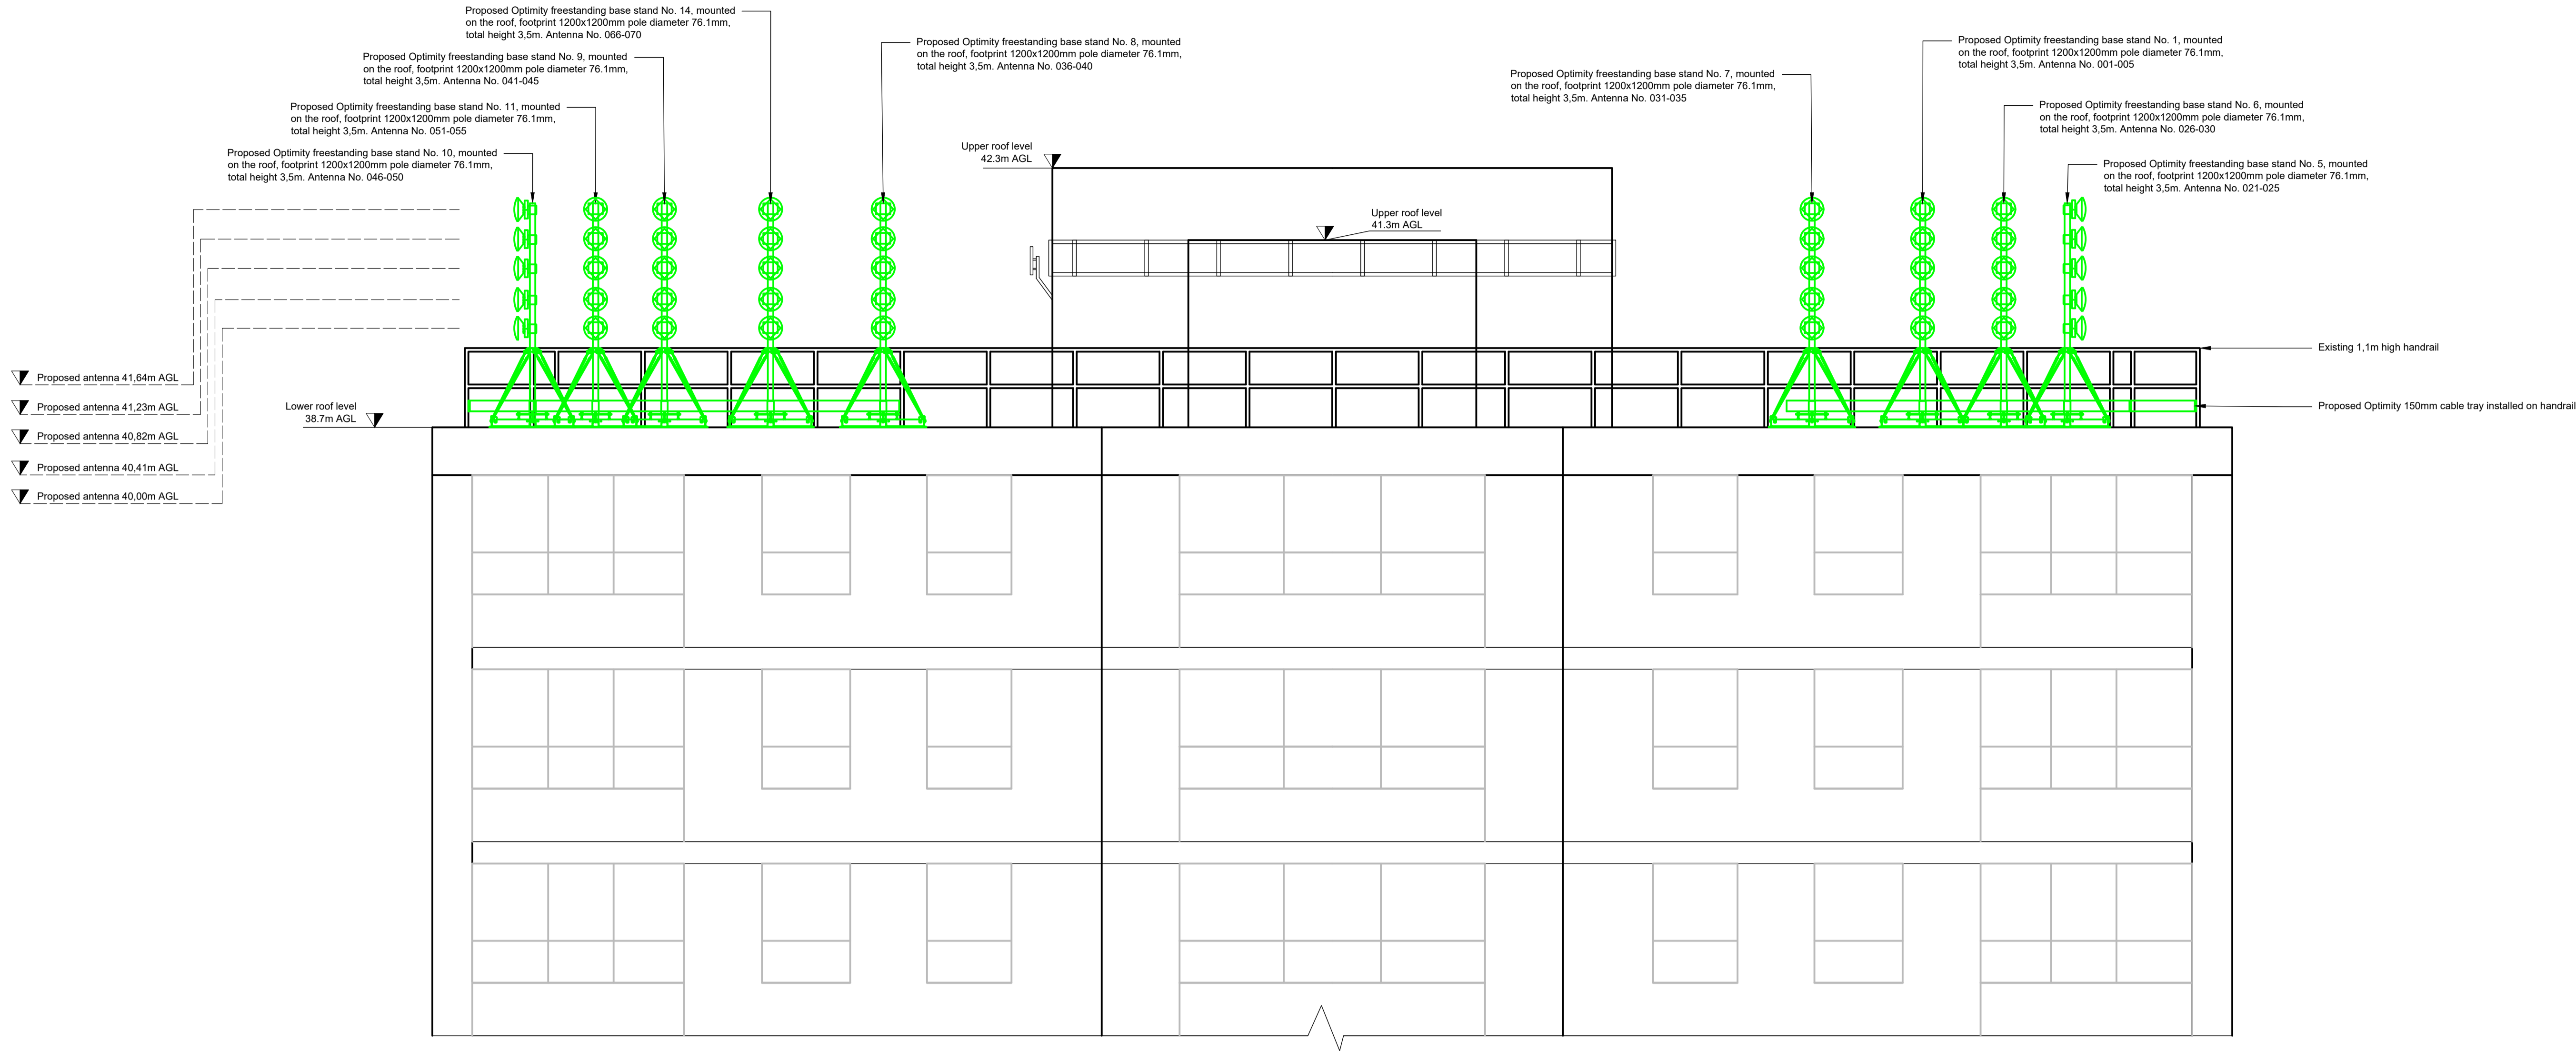 Proposed Optimity freestanding base stand No. 14, mounted
on the roof, footprint 1200x1200mm pole diameter 76.1mm,
total height 3,5m. Antenna No. 066-070
Proposed Optimity freestanding base stand No. 9, mounted
on the roof, footprint 1200x1200mm pole diameter 76.1mm,
total height 3,5m. Antenna No. 041-045
Proposed Optimity freestanding base stand No. 11, mounted
on the roof, footprint 1200x1200mm pole diameter 76.1mm,
total height 3,5m. Antenna No. 051-055
Proposed Optimity freestanding base stand No. 10, mounted
on the roof, footprint 1200x1200mm pole diameter 76.1mm,
total height 3,5m. Antenna No. 046-050
Proposed Optimity freestanding base stand No. 8, mounted
on the roof, footprint 1200x1200mm pole diameter 76.1mm,
total height 3,5m. Antenna No. 036-040
Proposed Optimity freestanding base stand No. 7, mounted
on the roof, footprint 1200x1200mm pole diameter 76.1mm,
total height 3,5m. Antenna No. 031-035
Proposed Optimity freestanding base stand No. 1, mounted
on the roof, footprint 1200x1200mm pole diameter 76.1mm,
total height 3,5m. Antenna No. 001-005
Proposed Optimity freestanding base stand No. 6, mounted
on the roof, footprint 1200x1200mm pole diameter 76.1mm,
total height 3,5m. Antenna No. 026-030
Proposed Optimity freestanding base stand No. 5, mounted
on the roof, footprint 1200x1200mm pole diameter 76.1mm,
total height 3,5m. Antenna No. 021-025
Upper roof level
42.3m AGL
Upper roof level
41.3m AGL
Existing 1,1m high handrail
Proposed Optimity 150mm cable tray installed on handrail
Lower roof level
38.7m AGL
Proposed antenna 41,64m AGL
Proposed antenna 41,23m AGL
Proposed antenna 40,82m AGL
Proposed antenna 40,41m AGL
Proposed antenna 40,00m AGL